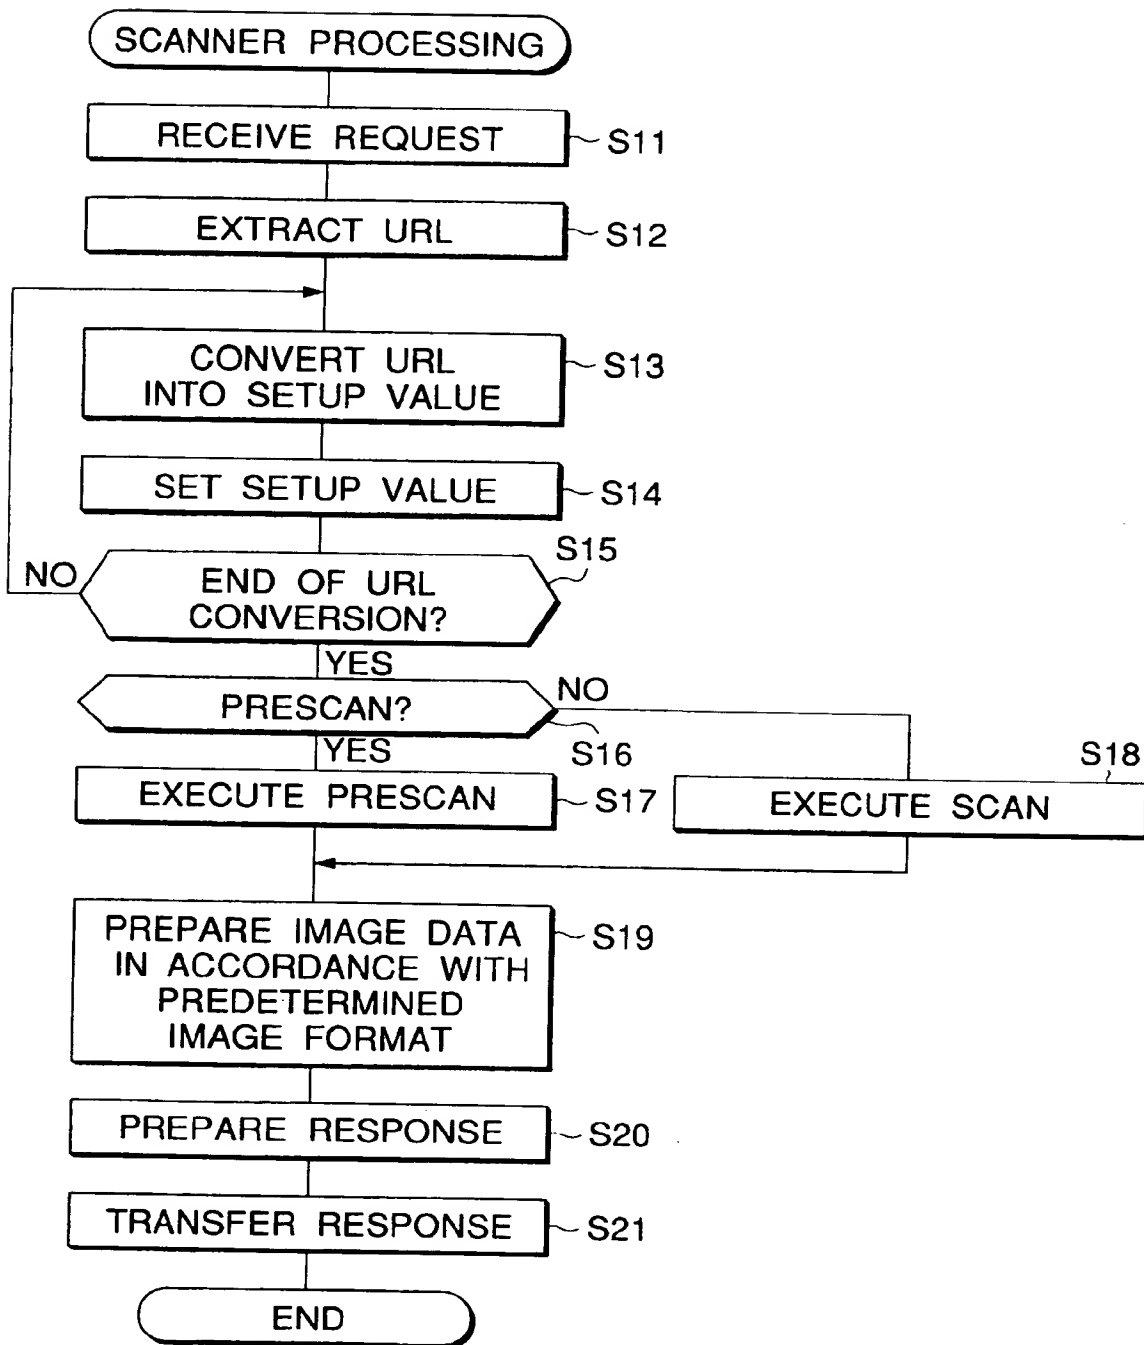 SCANNER PROCESSING
RECEIVE REQUEST
S11
EXTRACT URL
S12
CONVERT URL
INTO SETUP VALUE
S13
SET SETUP VALUE
S14
S15
NO
END OF URL
CONVERSION?
YES
PRESCAN?
NO
S16
YES
EXECUTE PRESCAN
S17
S18
EXECUTE SCAN
PREPARE IMAGE DATA
IN ACCORDANCE WITH
PREDETERMINED
IMAGE FORMAT
S19
PREPARE RESPONSE
S20
TRANSFER RESPONSE
S21
END